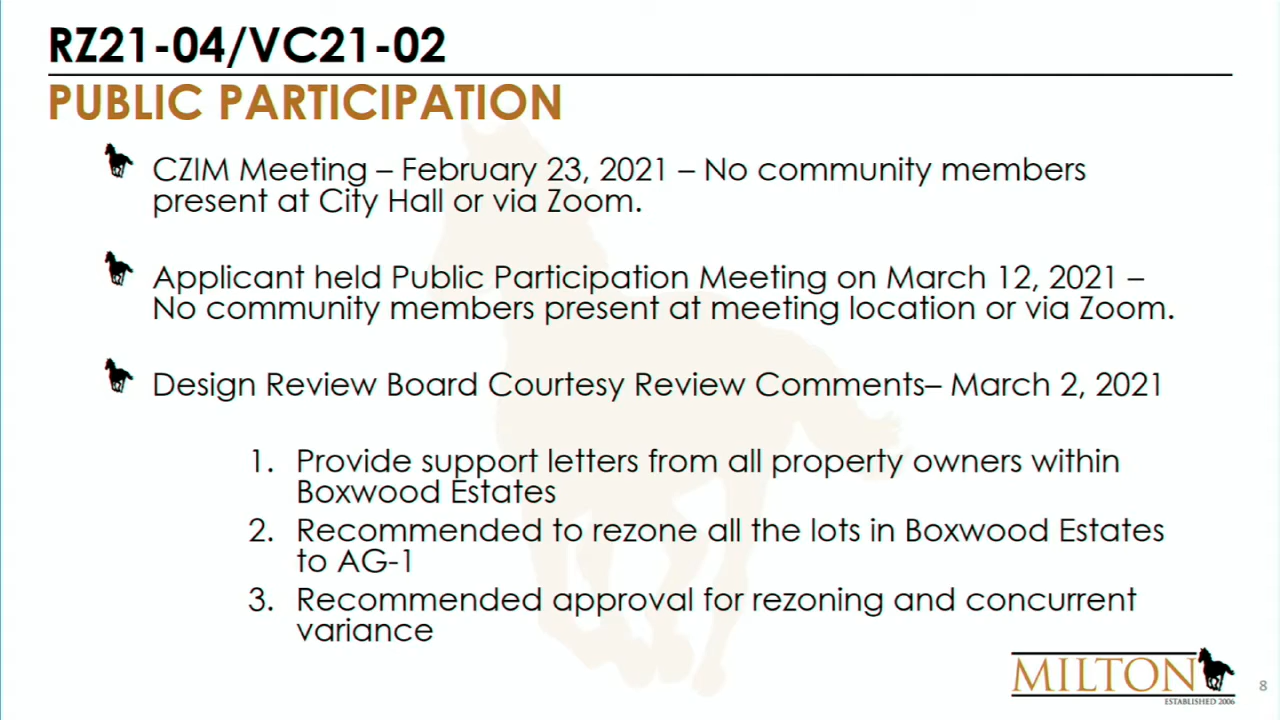 RZ21-04/VC21-02
PUBLIC PARTICIPATION
CZIM Meeting – February 23, 2021 – No community members
present at City Hall or via Zoom.
Applicant held Public Participation Meeting on March 12, 2021 –
No community members present at meeting location or via Zoom.
Design Review Board Courtesy Review Comments– March 2, 2021
1. Provide support letters from all property owners within
Boxwood Estates
2. Recommended to rezone all the lots in Boxwood Estates
to AG-1
3. Recommended approval for rezoning and concurrent
variance
MILTON
ESTABLISHED 2006
8